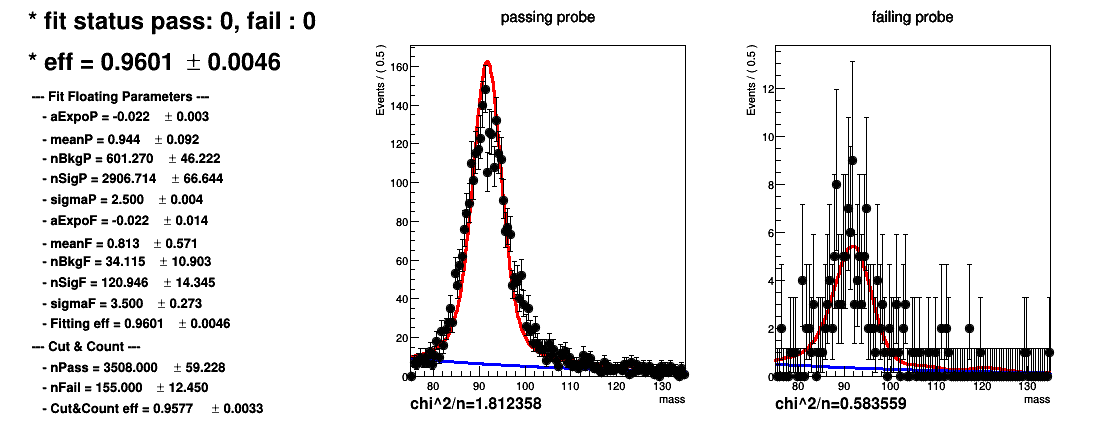 * fit status pass: 0, fail : 0
* eff = 0.9601 ± 0.0046
--- Fit Floating Parameters ---
- aExpoP = -0.022 ± 0.003
- meanP = 0.944 ± 0.092
- nBkgP = 601.270 ± 46.222
- nSigP = 2906.714 ± 66.644
- sigmaP = 2.500 ± 0.004
- aExpoF = -0.022 ± 0.014
- meanF = 0.813 ± 0.571
- nBkgF = 34.115 ± 10.903
- nSigF = 120.946 ± 14.345
- sigmaF = 3.500 ± 0.273
- Fitting eff = 0.9601 ± 0.0046
--- Cut & Count ---
- nPass = 3508.000 ± 59.228
- nFail = 155.000 ± 12.450
- Cut&Count eff = 0.9577 ± 0.0033
passing probe
Events / ( 0.5 )
160
140
120
100
80
60
40
20
0
80 90 100 110 120 130
mass
chi^2/n=1.812358
failing probe
Events / ( 0.5 )
12
10
8
6
4
2
0
80 90 100 110 120 130
mass
chi^2/n=0.583559